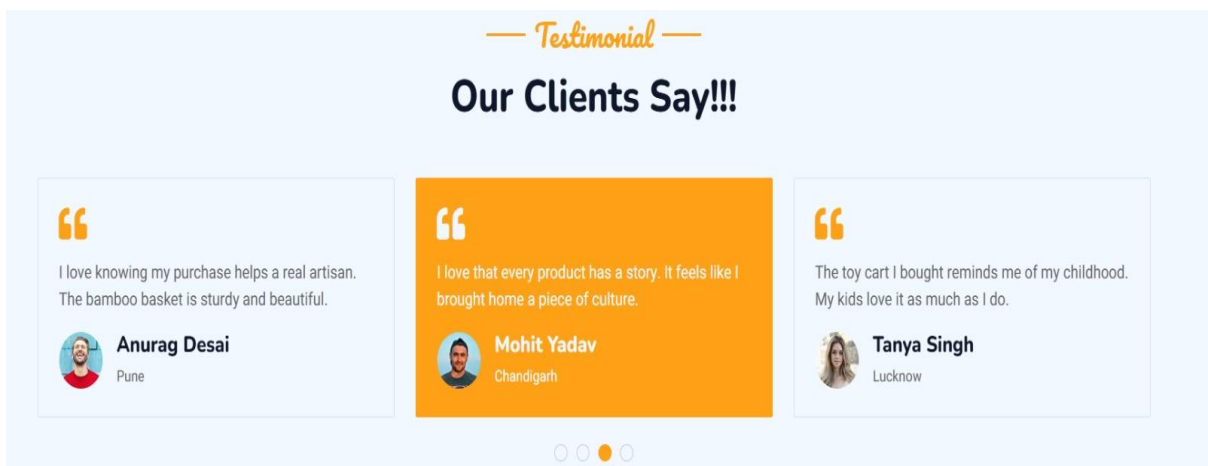 Testimonial
Our Clients Say!!!
I love knowing my purchase helps a real artisan.
The bamboo basket is sturdy and beautiful.
Anurag Desai
Pune
I love that every product has a story. It feels like I
brought home a piece of culture.
Mohit Yadav
Chandigarh
The toy cart I bought reminds me of my childhood.
My kids love it as much as I do.
Tanya Singh
Lucknow